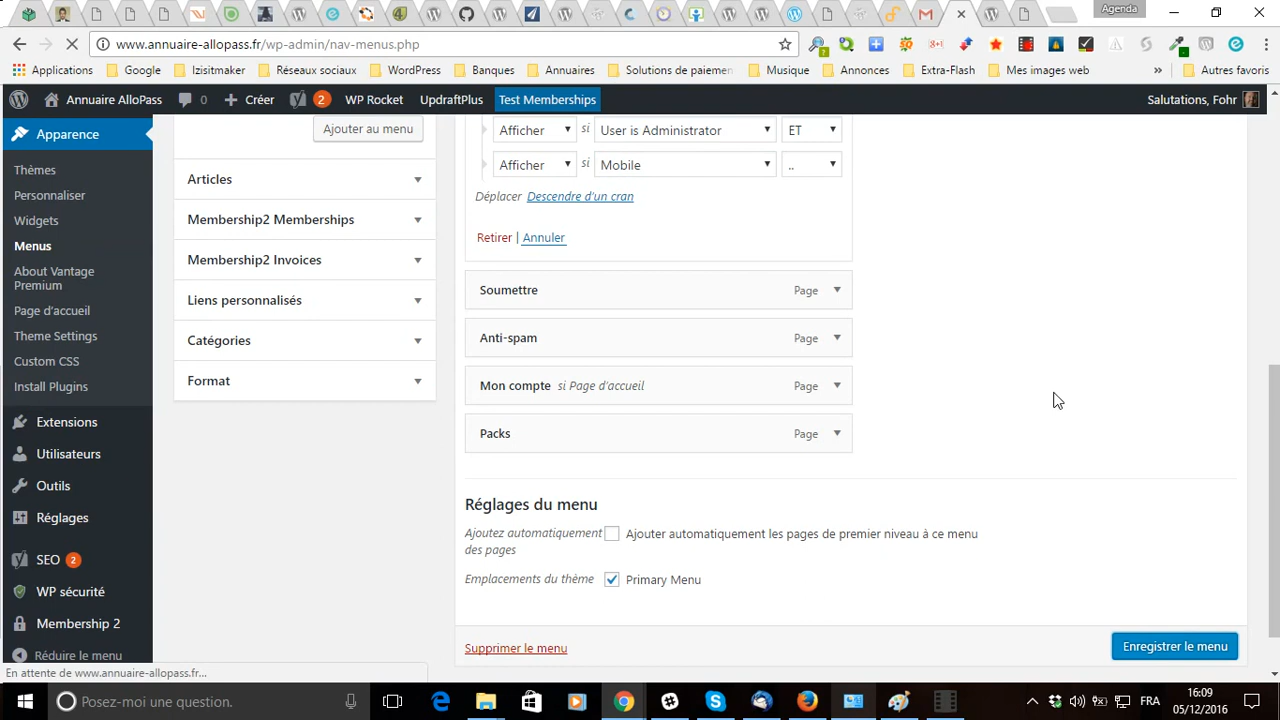 Agenda
www.annuaire-allopass.fr/wp-admin/nav-menus.php
Applications Google Izisitmaker Réseaux sociaux WordPress Banques Annuaires Solutions de paiemen Musique Annonces Extra-Flash Mes images web » Autres favoris
Annuaire AlloPass 0 Créer 2 WP Rocket UpdraftPlus Test Memberships Salutations, Fohr
Apparence
Thèmes
Personnaliser
Widgets
Menus
About Vantage
Premium
Page d'accueil
Theme Settings
Custom CSS
Install Plugins
Extensions
Utilisateurs
Outils
Réglages
SEO 2
WP sécurité
Membership 2
Réduire le menu
Ajouter au menu
Articles
Membership2 Memberships
Membership2 Invoices
Liens personnalisés
Catégories
Format
Afficher si User is Administrator ET
Afficher si Mobile ..
Déplacer Descendre d'un cran
Retirer | Annuler
Soumettre Page
Anti-spam Page
Mon compte si Page d'accueil Page
Packs Page
Réglages du menu
Ajoutez automatiquement des pages Ajouter automatiquement les pages de premier niveau à ce menu
Emplacements du thème Primary Menu
Supprimer le menu Enregistrer le menu
En attente de www.annuaire-allopass.fr...
Posez-moi une question.
FRA
16:09
05/12/2016